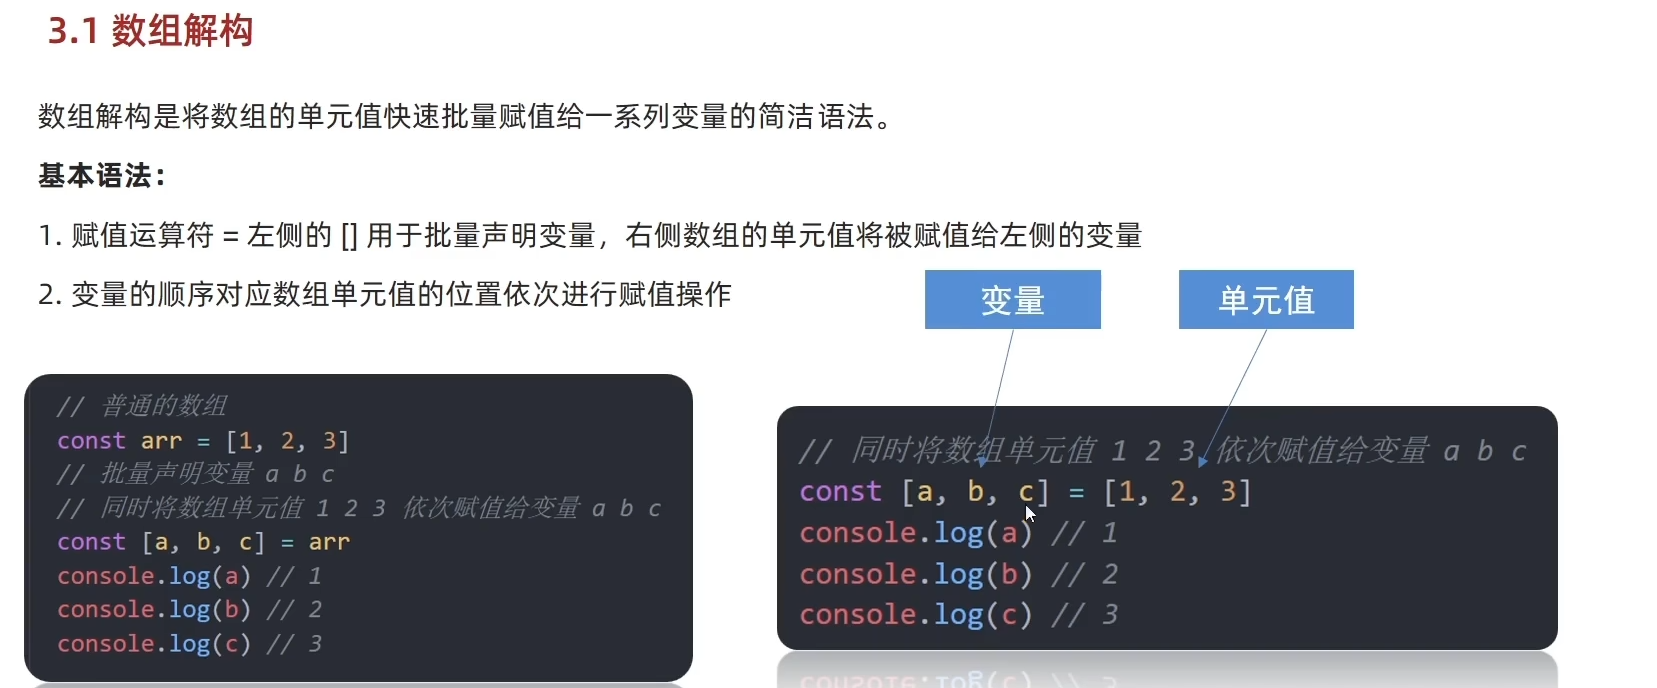 3.1 数组解构
数组解构是将数组的单元值快速批量赋值给一系列变量的简洁语法。
基本语法：
1. 赋值运算符 = 左侧的 [] 用于批量声明变量，右侧数组的单元值将被赋值给左侧的变量
2. 变量的顺序对应数组单元值的位置依次进行赋值操作
变量
单元值
// 普通的数组
const arr = [1, 2, 3]
// 批量声明变量 a b c
// 同时将数组单元值 1 2 3 依次赋值给变量 a b c
const [a, b, c] = arr
console.log(a) // 1
console.log(b) // 2
console.log(c) // 3
// 同时将数组单元值 1 2 3 依次赋值给变量 a b c
const [a, b, c] = [1, 2, 3]
console.log(a) // 1
console.log(b) // 2
console.log(c) // 3